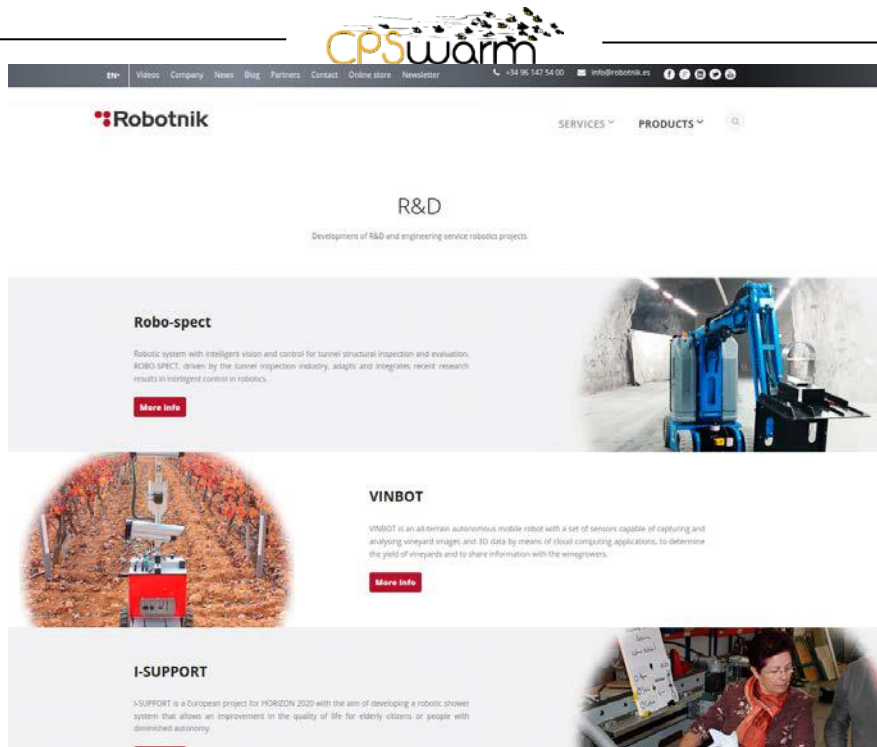 CPSwarm
EN Videos Company News Blog Partners Contact Online store Newsletter +34 96 147 54 00 info@robotnik.es
Robotnik
SERVICES PRODUCTS
R&D
Development of R&D and engineering service robotics projects
Robo-spect
Robotic system with intelligent vision and control for tunnel structural inspection and evaluation.
ROBO-SPECT, driven by the tunnel inspection industry, adapts and integrates recent research
results in intelligent control in robotics.
More Info
VINBOT
VINBOT is an all-terrain autonomous mobile robot with a set of sensors capable of capturing and
analysing vineyard images and 3D data by means of cloud computing applications, to determine
the yield of vineyards and to share information with the winegrowers.
More Info
I-SUPPORT
I-SUPPORT is a European project for HORIZON 2020 with the aim of developing a robotic shower
system that allows an improvement in the quality of life for elderly citizens or people with
diminished autonomy.